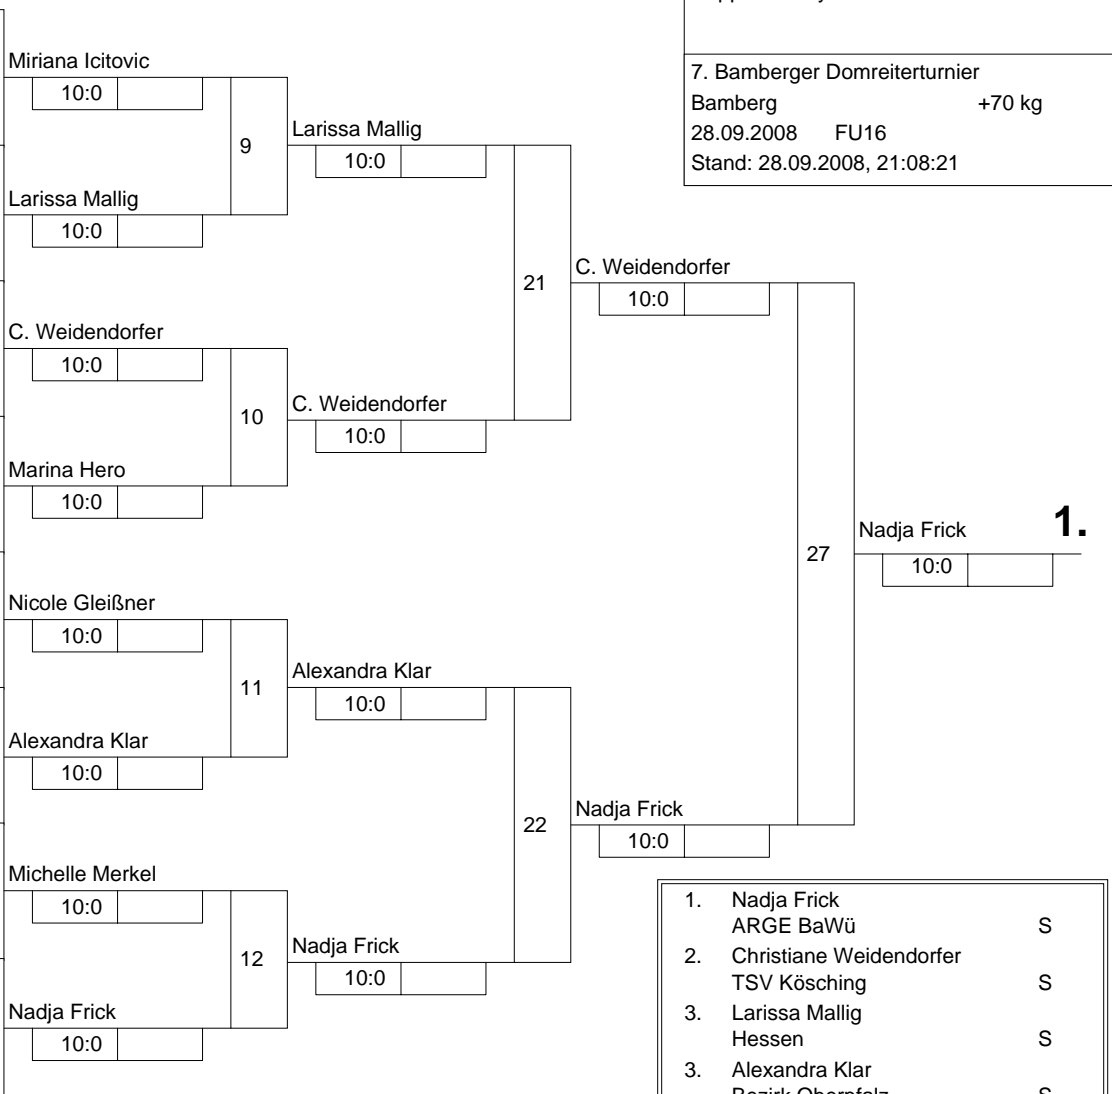 7. Bamberger Domreiterturnier
Bamberg +70 kg
28.09.2008 FU16
Stand: 28.09.2008, 21:08:21
Miriana Icitovic
10:0
9
Larissa Mallig
10:0
Larissa Mallig
10:0
21
C. Weidendorfer
10:0
C. Weidendorfer
10:0
10
C. Weidendorfer
10:0
Marina Hero
10:0
27
Nadja Frick 1.
10:0
Nicole Gleißner
10:0
11
Alexandra Klar
10:0
Alexandra Klar
10:0
22
Nadja Frick
10:0
Michelle Merkel
10:0
12
Nadja Frick
10:0
Nadja Frick
10:0
1. Nadja Frick
ARGE BaWü S
2. Christiane Weidendorfer
TSV Kösching S
3. Larissa Mallig
Hessen S
3. Alexandra Klar
Bezirk Oberpfalz S